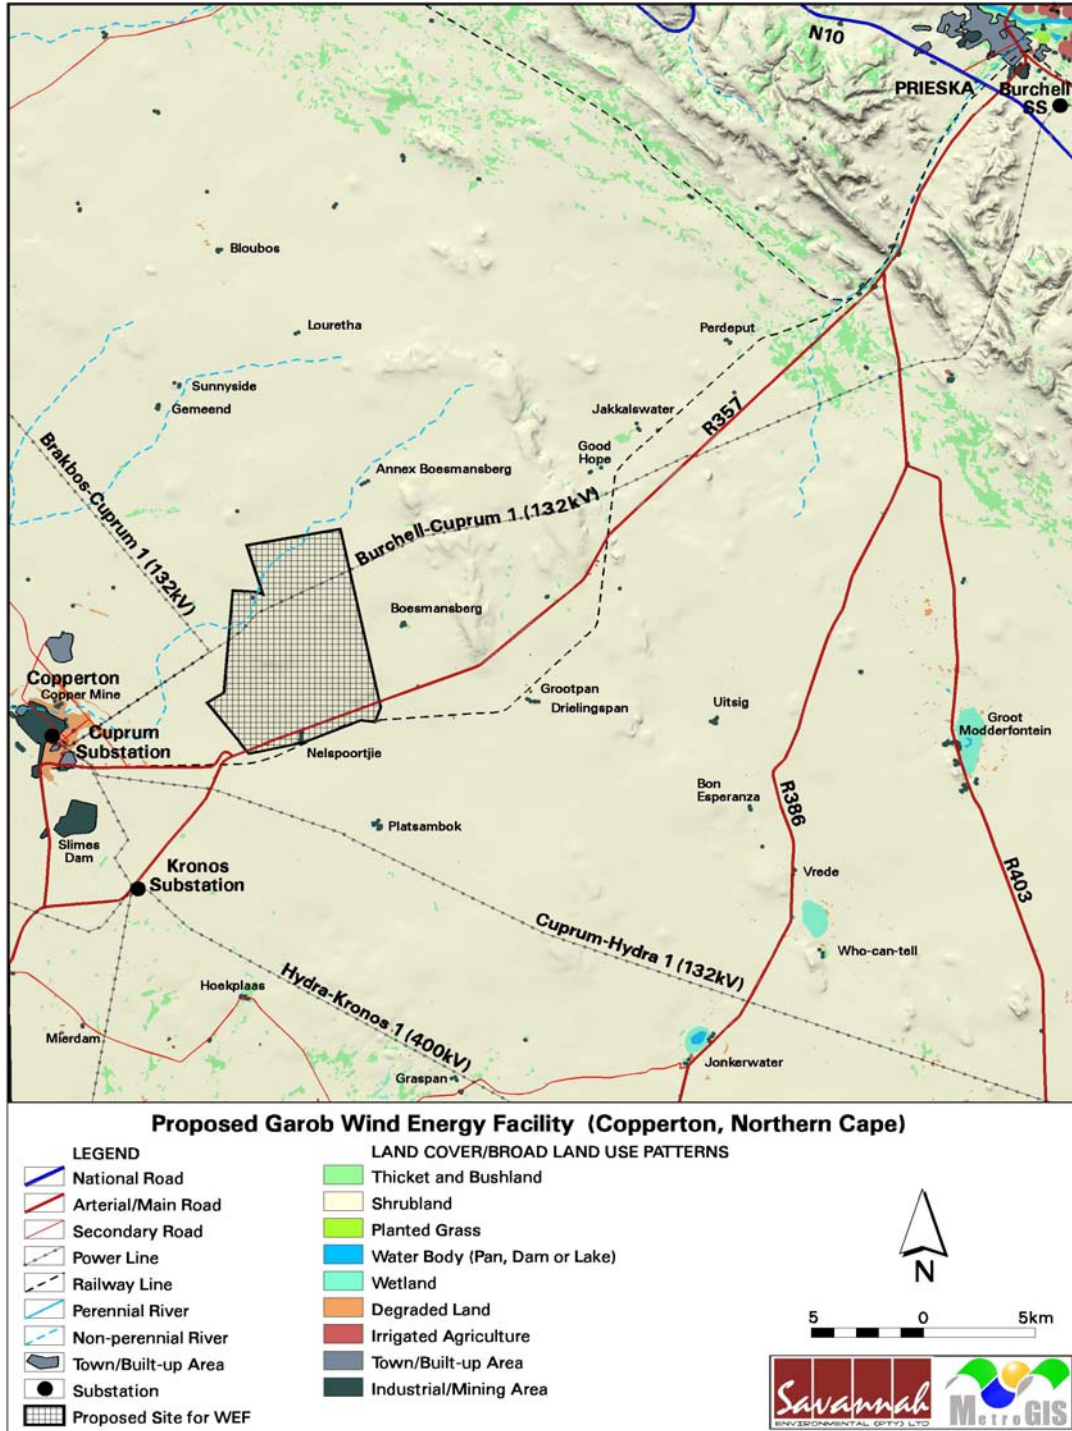 N10
PRIESKA
Burchell
SS
Bloubos
Louretha
Perdeput
Sunnyside
Gemeend
Jakkalswater
R357
Good
Hope
Brakbos-Cuprum 1 (132kV)
Annex Boesmansberg
Burchell-Cuprum 1 (132kV)
Boesmansberg
Copperton
Copper Mine
Cuprum
Substation
Grootpan
Drielingspan
Uitsig
Groot
Modderfontein
Nelspoortjie
Bon
Esperanza
R386
Platsambok
Slimes
Dam
Kronos
Substation
Vrede
R403
Cuprum-Hydra 1 (132kV)
Who-can-tell
Hoekplaas
Hydra-Kronos 1 (400kV)
Mierdam
Graspan
Jonkerwater
Proposed Garob Wind Energy Facility (Copperton, Northern Cape)
LEGEND
National Road
Arterial/Main Road
Secondary Road
Power Line
Railway Line
Perennial River
Non-perennial River
Town/Built-up Area
Substation
Proposed Site for WEF
LAND COVER/BROAD LAND USE PATTERNS
Thicket and Bushland
Shrubland
Planted Grass
Water Body (Pan, Dam or Lake)
Wetland
Degraded Land
Irrigated Agriculture
Town/Built-up Area
Industrial/Mining Area
N
5 0 5km
Savannah
ENVIRONMENTAL (PTY) LTD
MetroGIS